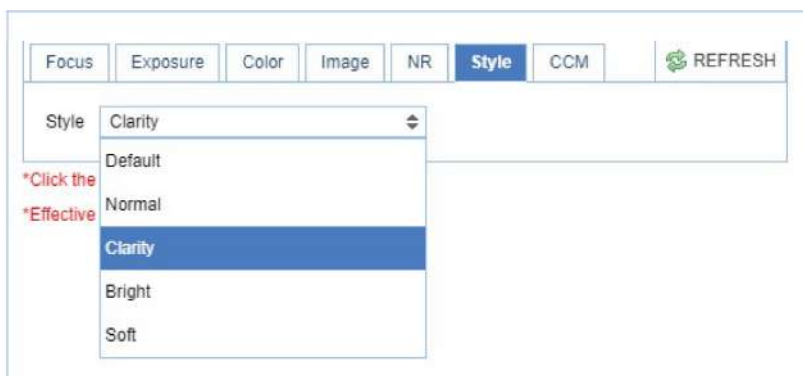 Focus Exposure Color Image NR Style CCM REFRESH
Style Clarity
Default
*Click the
Normal
*Effective
Clarity
Bright
Soft